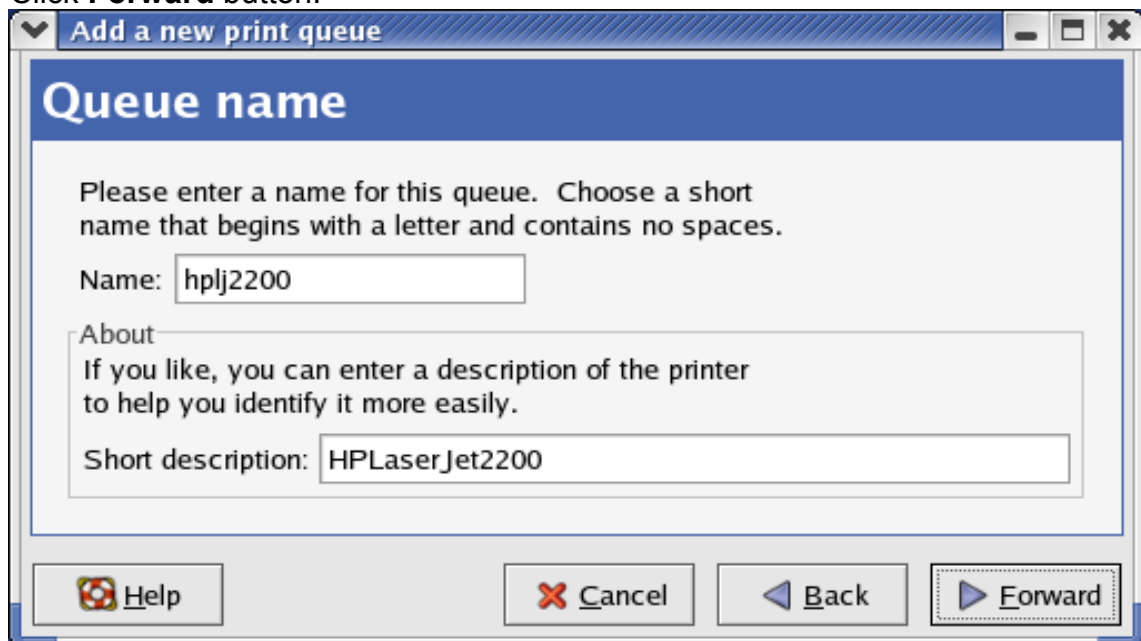 Click Forward button.
Add a new print queue
Queue name
Please enter a name for this queue.  Choose a short
name that begins with a letter and contains no spaces.
Name: hplj2200
About
If you like, you can enter a description of the printer
to help you identify it more easily.
Short description: HPLaserJet2200
Help Cancel Back Forward